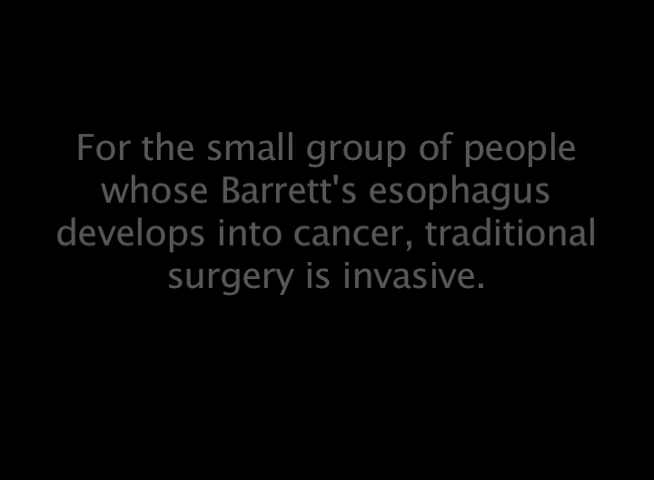 For the small group of people
whose Barrett's esophagus
develops into cancer, traditional
surgery is invasive.